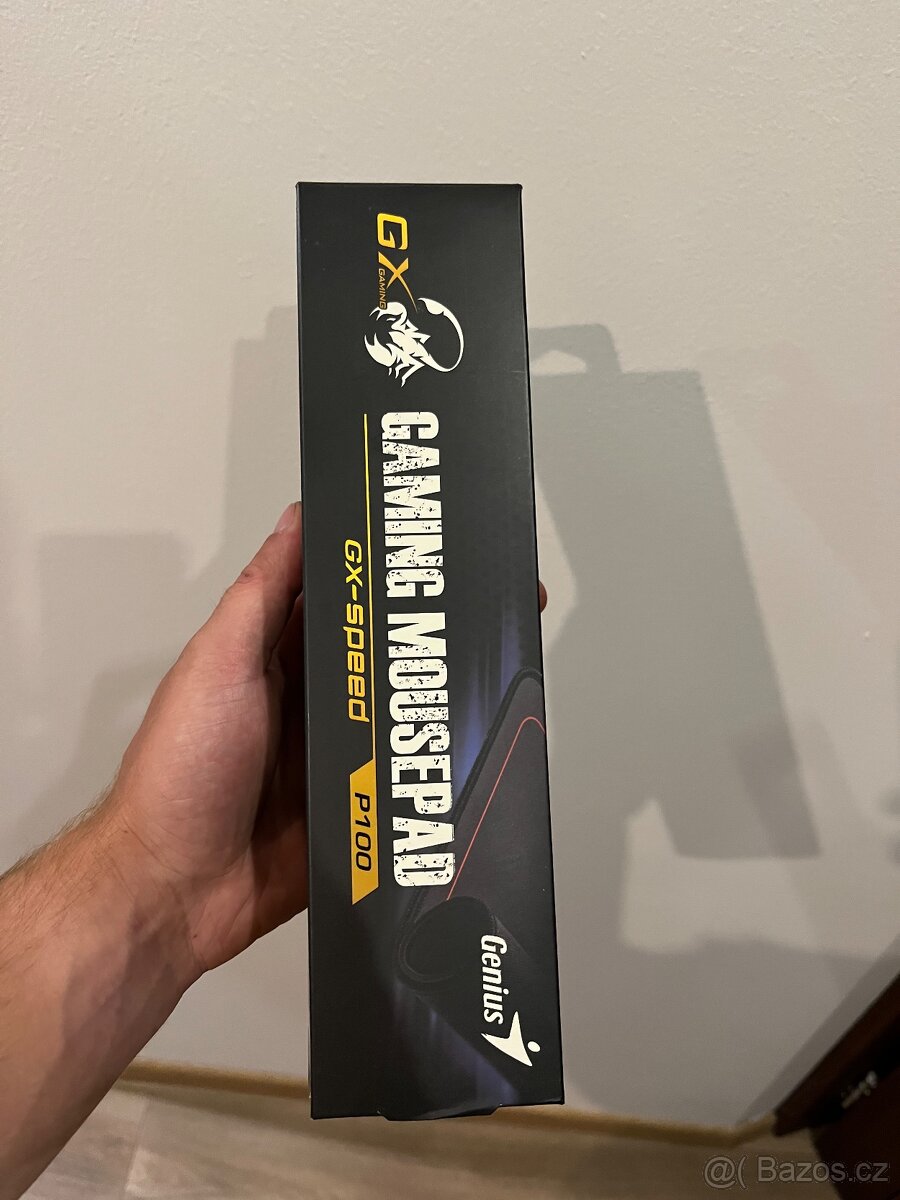 GX
GAMING
GAMING MOUSEPAD
GX-speed
P100
Genius
@( Bazos.cz